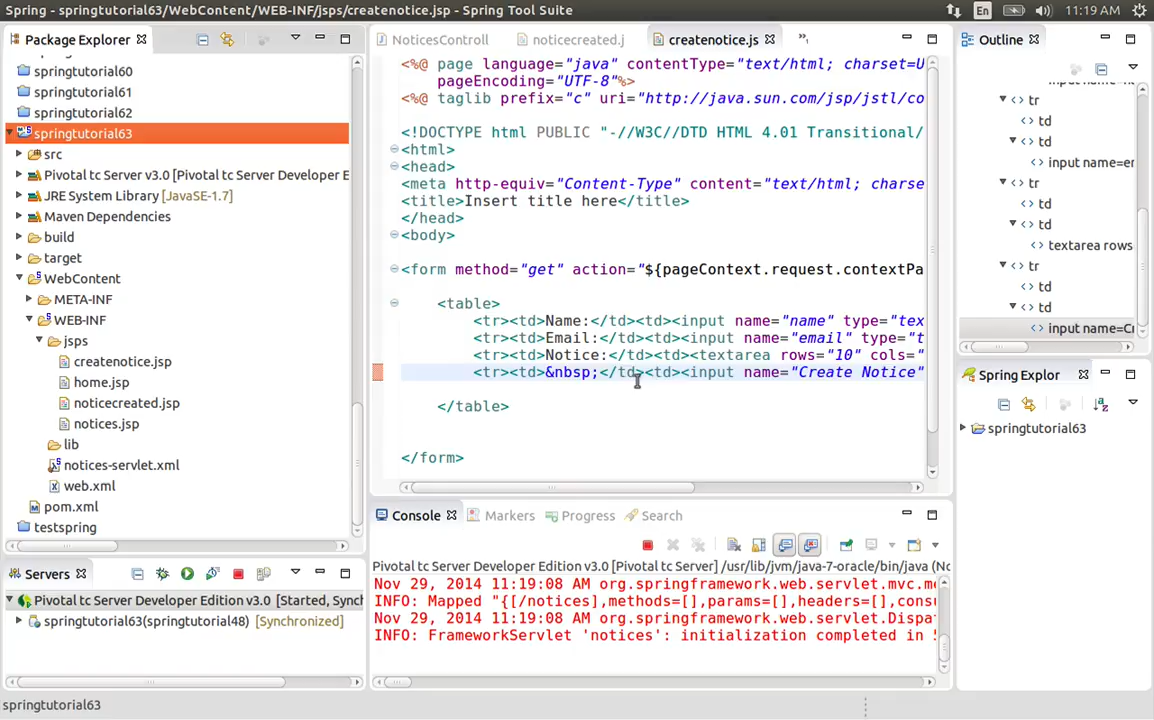 Spring - springtutorial63/WebContent/WEB-INF/jsps/createnotice.jsp - Spring Tool Suite
En
11:19 AM
Package Explorer
springtutorial60
springtutorial61
springtutorial62
springtutorial63
src
Pivotal tc Server v3.0 [Pivotal tc Server Developer E
JRE System Library [JavaSE-1.7]
Maven Dependencies
build
target
WebContent
META-INF
WEB-INF
jsps
createnotice.jsp
home.jsp
noticecreated.jsp
notices.jsp
lib
notices-servlet.xml
web.xml
pom.xml
testspring
Servers
Pivotal tc Server Developer Edition v3.0 [Started, Synch
springtutorial63(springtutorial48) [Synchronized]
springtutorial63
NoticesControll
noticecreated.j
createnotice.js
<%@ page language="java" contentType="text/html; charset=U
pageEncoding="UTF-8"%>
<%@ taglib prefix="c" uri="http://java.sun.com/jsp/jstl/co
<!DOCTYPE html PUBLIC "-//W3C//DTD HTML 4.01 Transitional/
<html>
<head>
<meta http-equiv="Content-Type" content="text/html; charse
<title>Insert title here</title>
</head>
<body>
<form method="get" action="${pageContext.request.contextPa
<table>
<tr><td>Name:</td><td><input name="name" type="tex
<tr><td>Email:</td><td><input name="email" type="t
<tr><td>Notice:</td><td><textarea rows="10" cols="
<tr><td>&nbsp;</td><td><input name="Create Notice"
</table>
</form>
Console
Markers
Progress
Search
Pivotal tc Server Developer Edition v3.0 [Pivotal tc Server] /usr/lib/jvm/java-7-oracle/bin/java (No
Nov 29, 2014 11:19:08 AM org.springframework.web.servlet.mvc.me
INFO: Mapped "{[/notices],methods=[],params=[],headers=[],consu
Nov 29, 2014 11:19:08 AM org.springframework.web.servlet.Dispat
INFO: FrameworkServlet 'notices': initialization completed in 5
Outline
tr
td
td
input name=en
tr
td
td
textarea rows
tr
td
td
input name=Cr
Spring Explor
springtutorial63